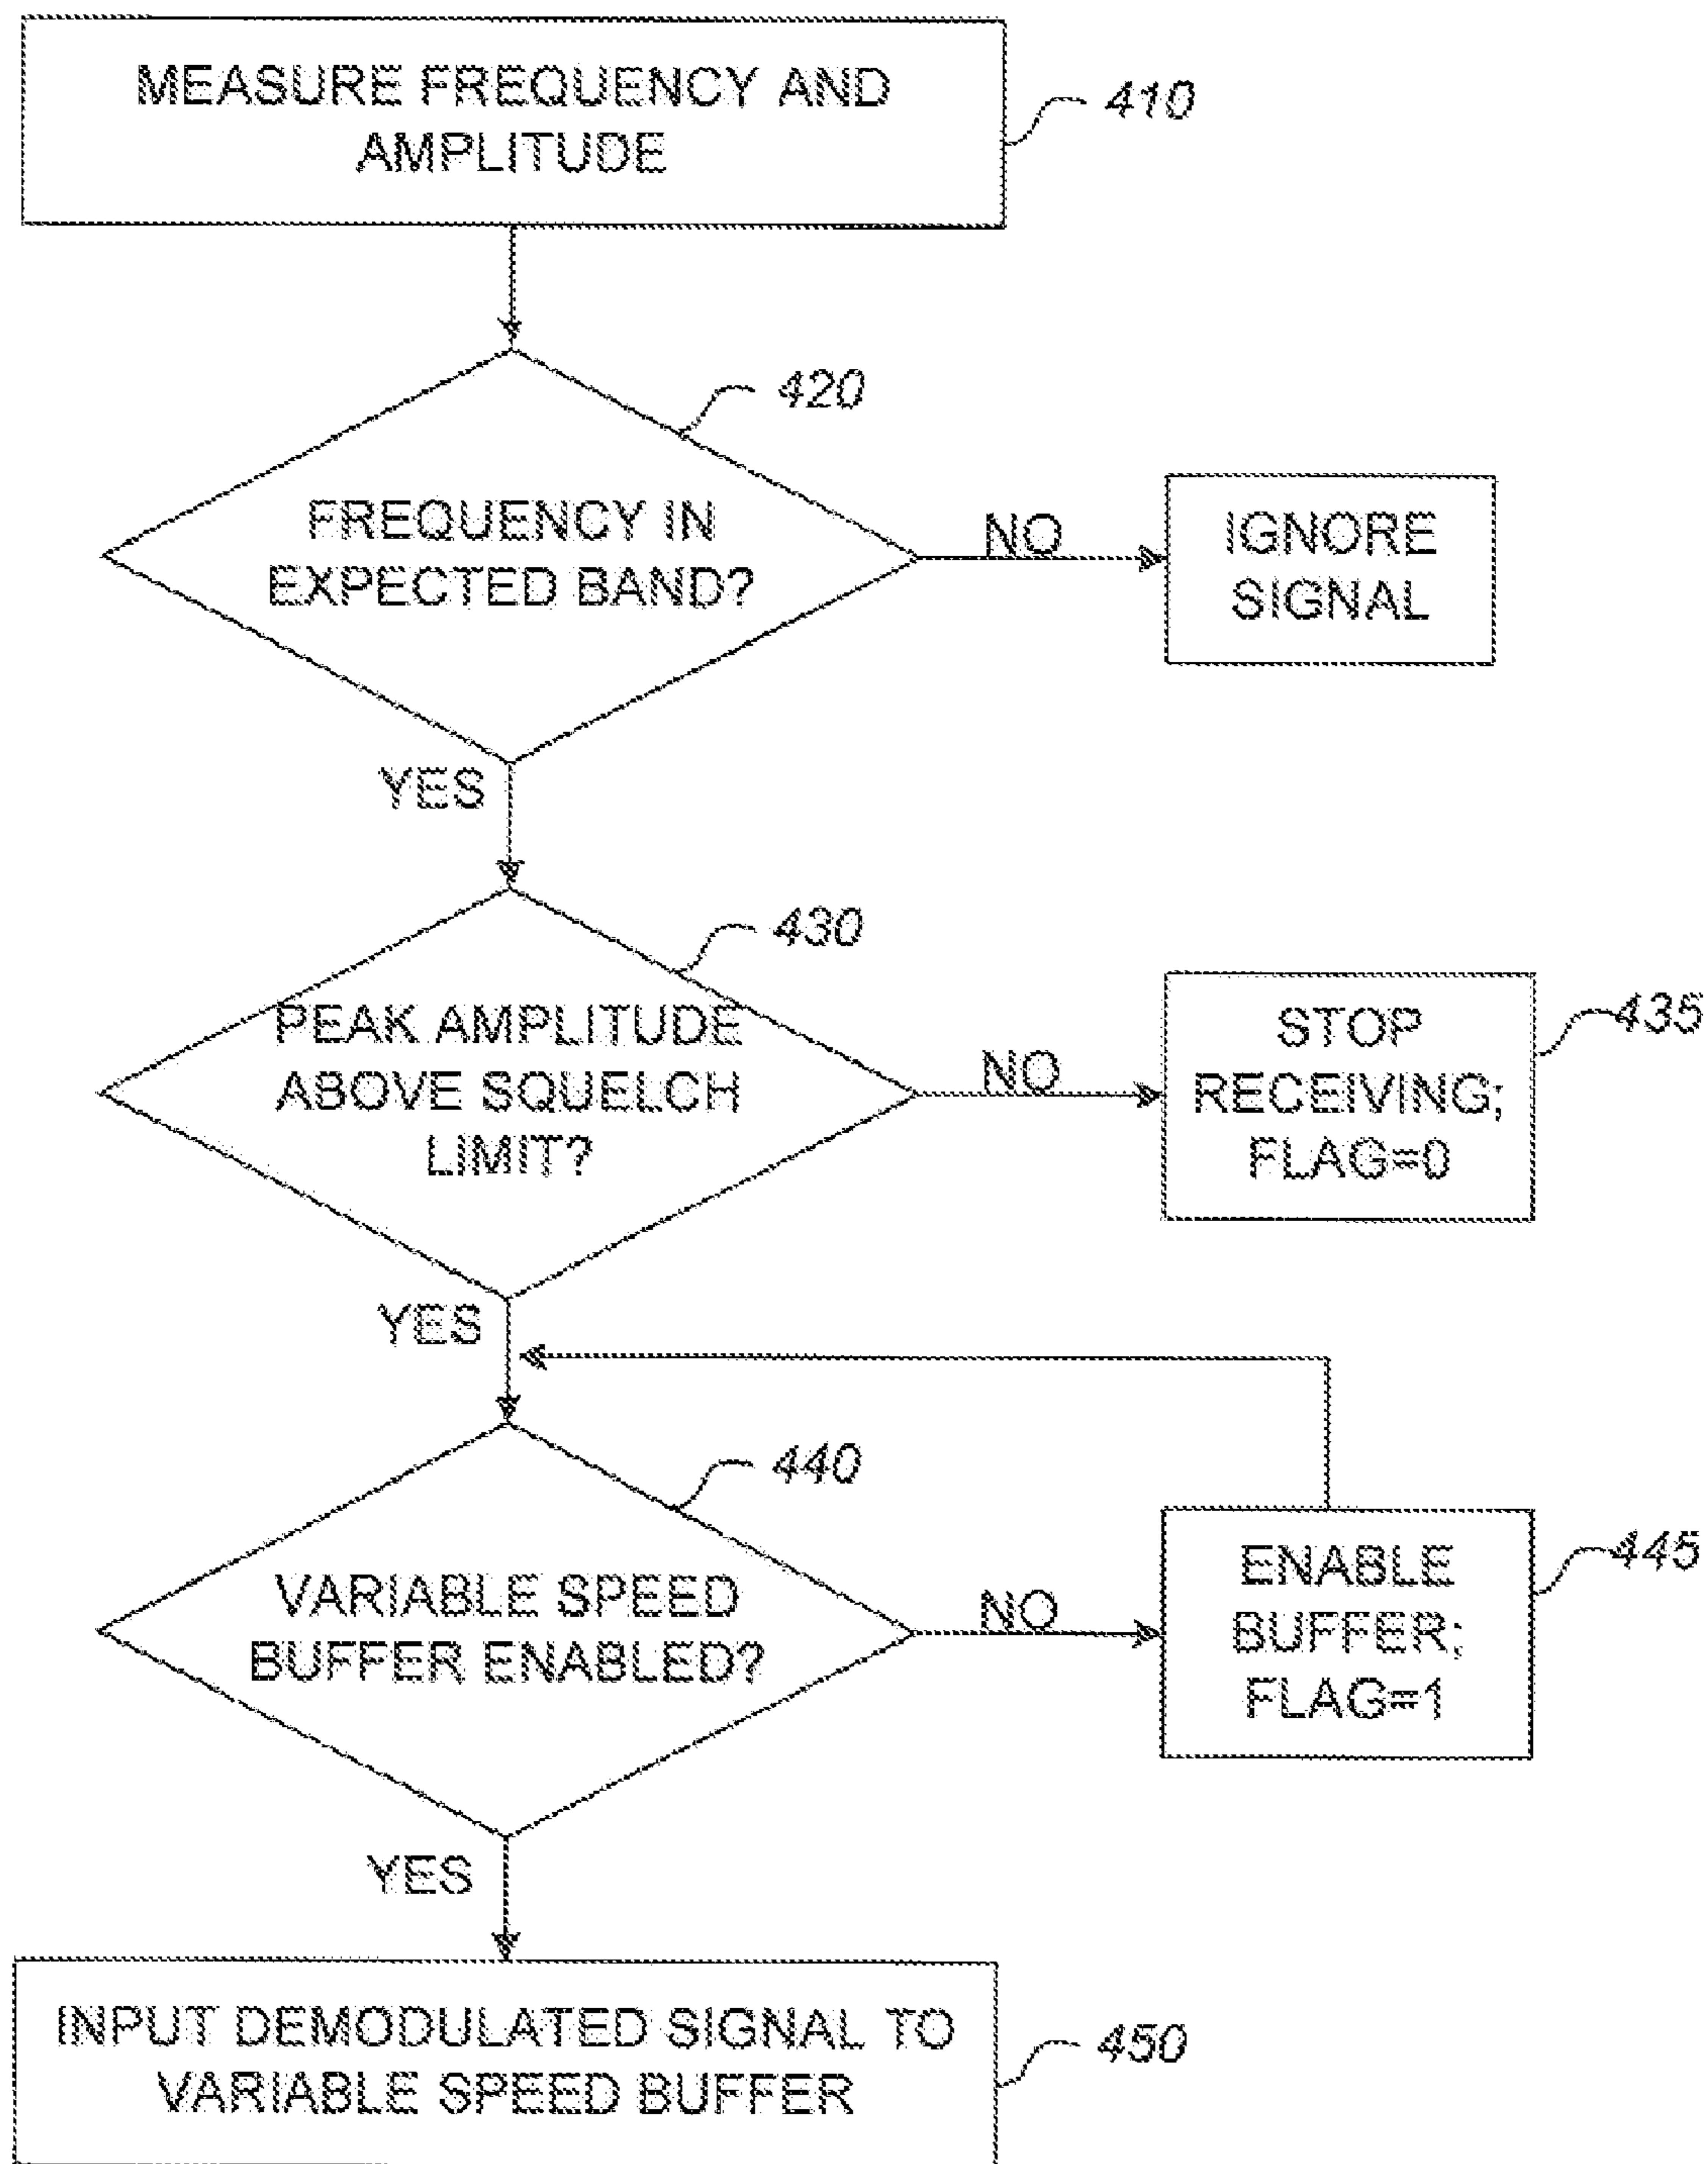 MEASURE FREQUENCY AND
AMPLITUDE
410
420
FREQUENCY IN
EXPECTED BAND?
NO
IGNORE
SIGNAL
YES
430
PEAK AMPLITUDE
ABOVE SQUELCH
LIMIT?
NO
STOP
RECEIVING;
FLAG=0
435
YES
440
VARIABLE SPEED
BUFFER ENABLED?
NO
ENABLE
BUFFER;
FLAG=1
445
YES
INPUT DEMODULATED SIGNAL TO
VARIABLE SPEED BUFFER
450